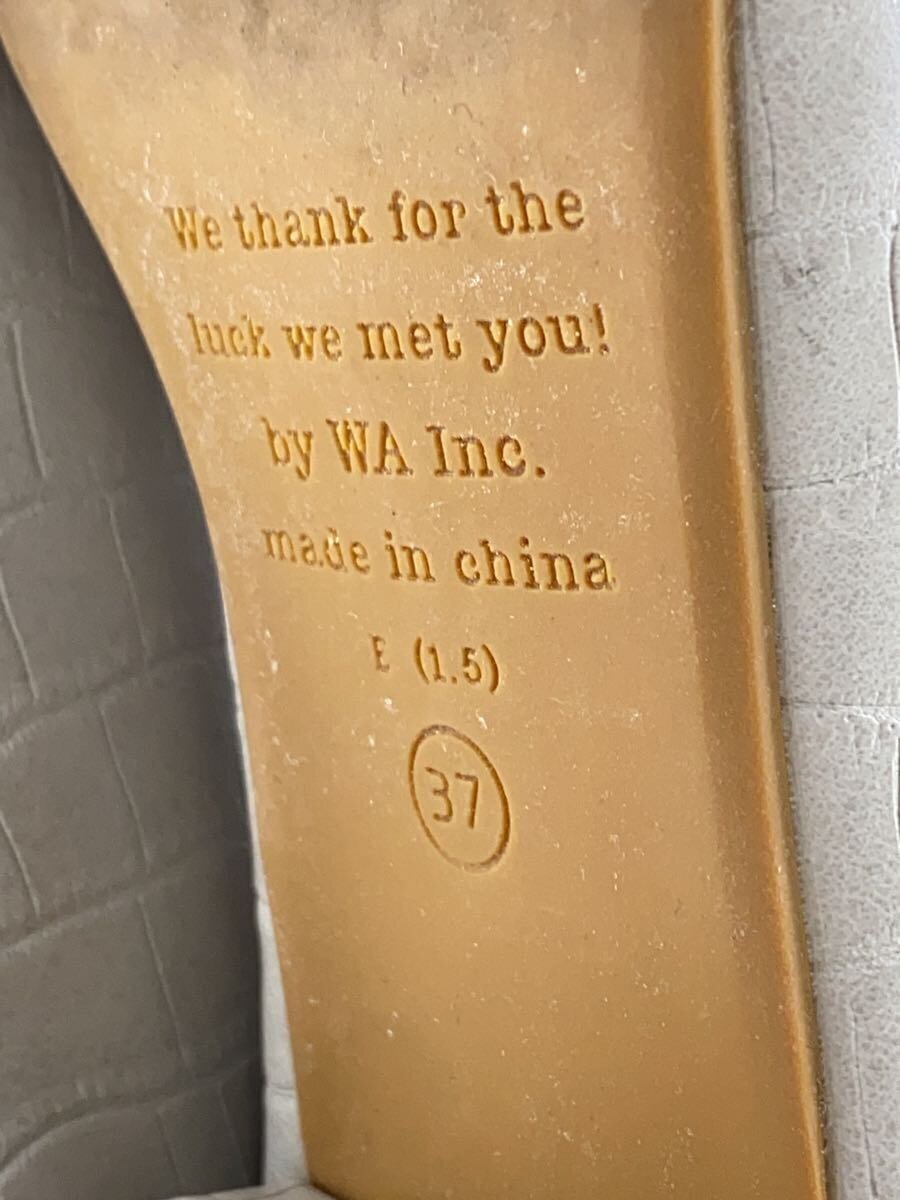 We thank for the
luck we met you!
by WA Inc.
made in china
E (1.5)
37